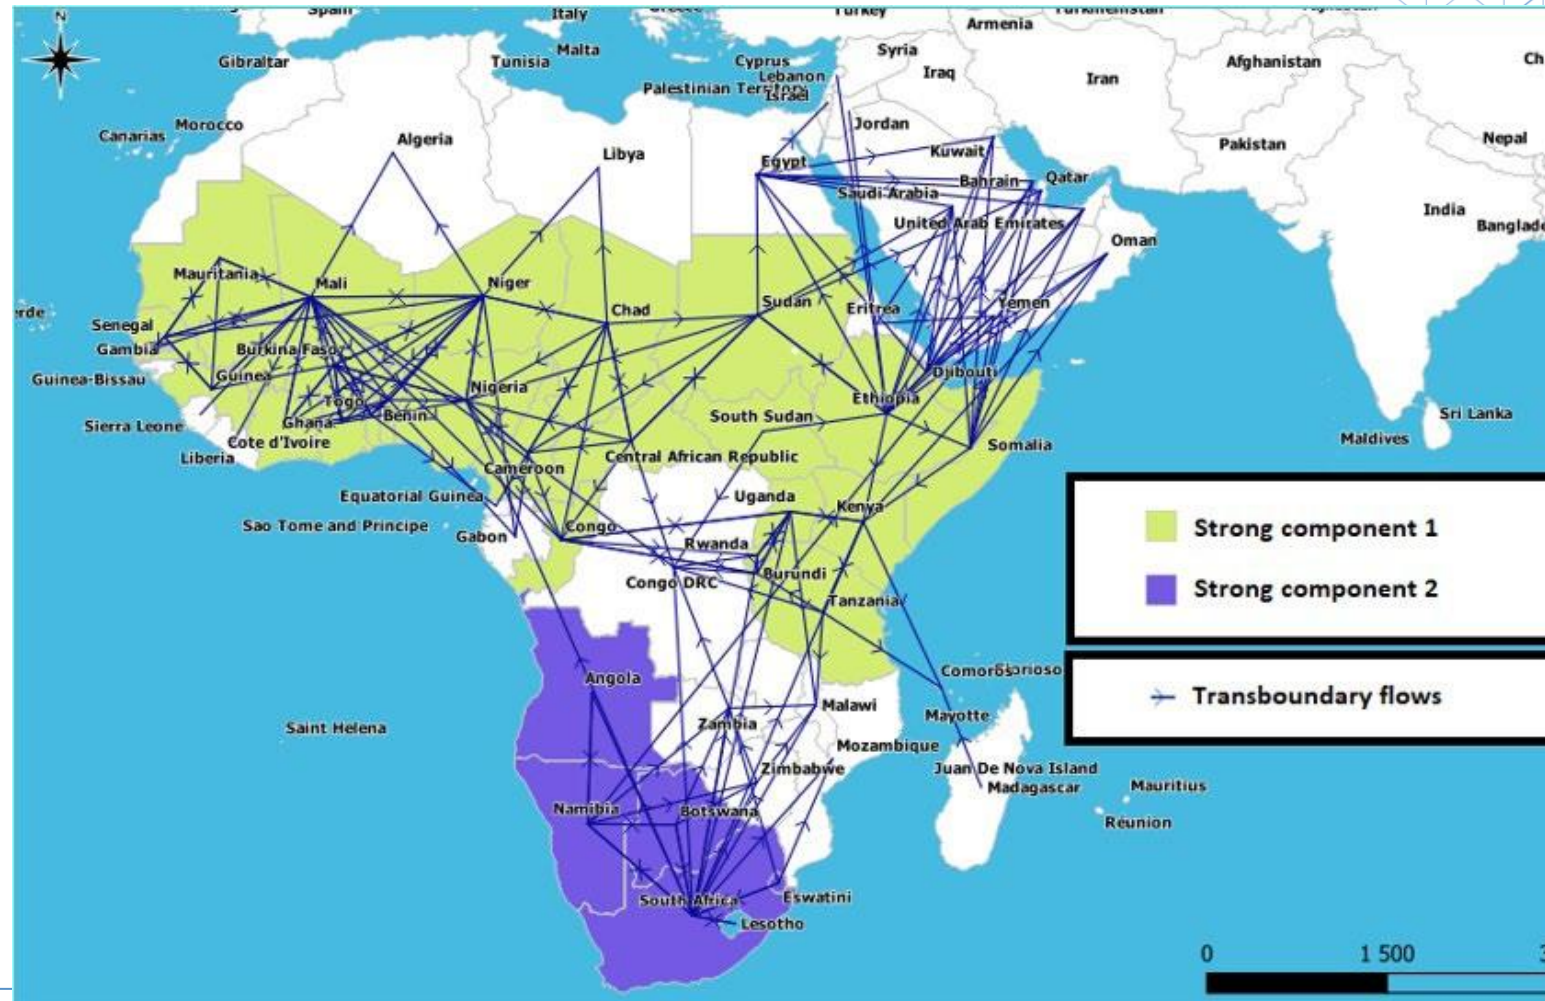 Spain
Italy
Turkey
N
Armenia
Gibraltar
Tunisia
Malta
Cyprus
Syria
Lebanon
Iraq
Iran
Afghanistan
Ch
Palestinian Territory
Israel
Canarias
Morocco
Algeria
Libya
Jordan
Egypt
Kuwait
Pakistan
Nepal
Bahrain
Qatar
Saudi Arabia
United Arab Emirates
Oman
India
Banglade
Mauritania
Mali
Niger
Chad
Sudan
Eritrea
Yemen
erde
Senegal
Gambia
Burkina Faso
Guinea-Bissau
Guinea
Nigeria
Djibouti
Togo
Ghana
Benin
Ethiopia
South Sudan
Sierra Leone
Cote d'Ivoire
Liberia
Cameroon
Central African Republic
Somalia
Maldives
Sri Lanka
Equatorial Guinea
Uganda
Kenya
Sao Tome and Principe
Gabon
Congo
Rwanda
Congo DRC
Burundi
Tanzania
Strong component 1
Strong component 2
Transboundary flows
Angola
Comoros
Saint Helena
Zambia
Malawi
Mayotte
Mozambique
Zimbabwe
Juan De Nova Island
Madagascar
Mauritius
Réunion
Namibia
Botswana
South Africa
Eswatini
Lesotho
0
1 500
3